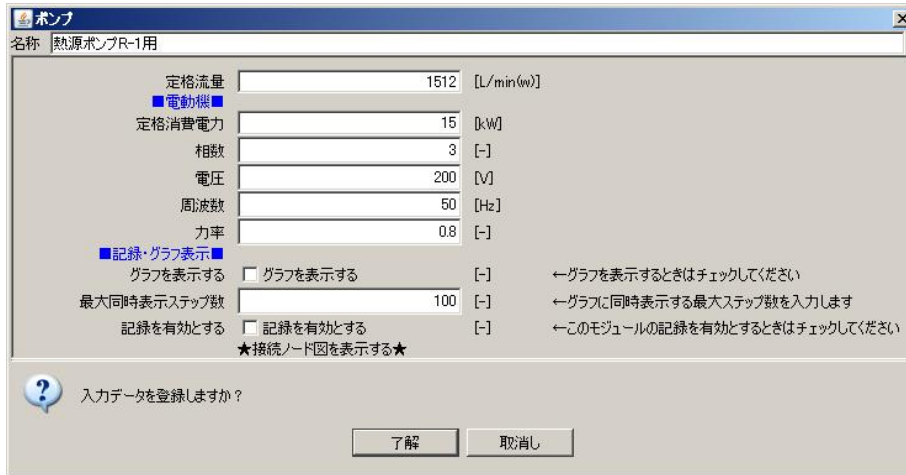 ポンプ
名称 熱源ポンプR-1用
定格流量 1512 [L/min(w)]
■電動機■
定格消費電力 15 [kW]
相数 3 [-]
電圧 200 [V]
周波数 50 [Hz]
力率 0.8 [-]
■記録・グラフ表示■
グラフを表示する グラフを表示する [-] ←グラフを表示するときはチェックしてください
最大同時表示ステップ数 100 [-] ←グラフに同時表示する最大ステップ数を入力します
記録を有効とする 記録を有効とする [-] ←このモジュールの記録を有効とするときはチェックしてください
★接続ノード図を表示する★
入力データを登録しますか？
了解 取消し